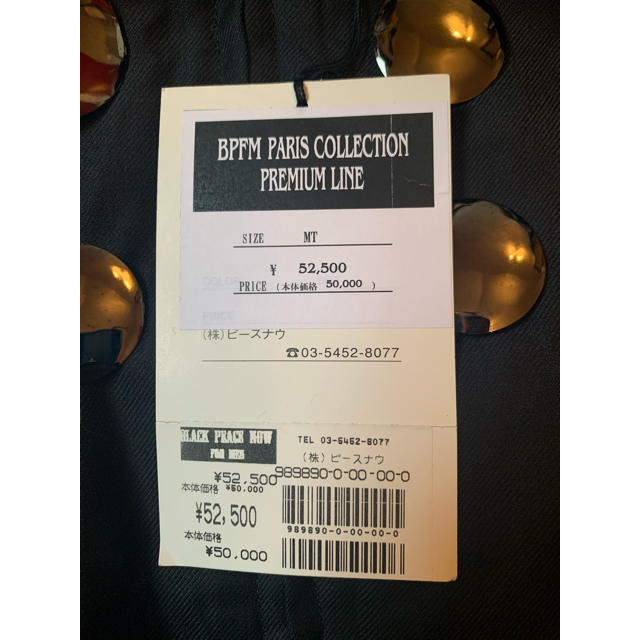 BPFM PARIS COLLECTION
PREMIUM LINE
SIZE MT
¥ 52,500
COLOR
PRICE (本体価格 50,000 )
PRICE
(株)ピースナウ
☎03-5452-8077
BLACK PEACE NOW
FOR MEN
TEL 03-5452-8077
(株)ピースナウ
¥52,500 989890-0-00-00-0
本体価格 ¥50,000
¥52,500
989890-0-00-00-0
本体価格
¥50,000